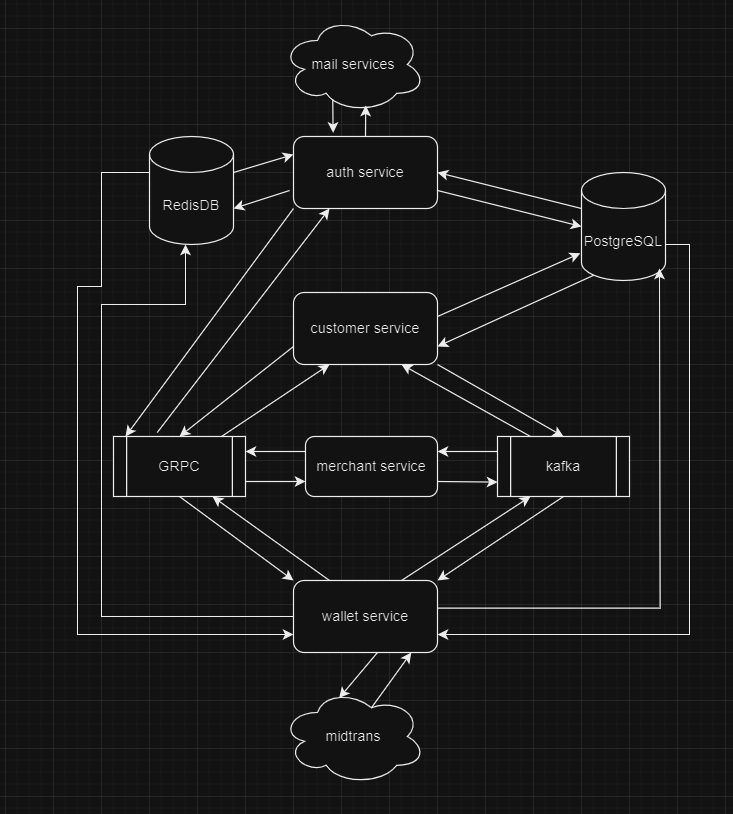 mail services
auth service
RedisDB
PostgreSQL
customer service
GRPC
merchant service
kafka
wallet service
midtrans